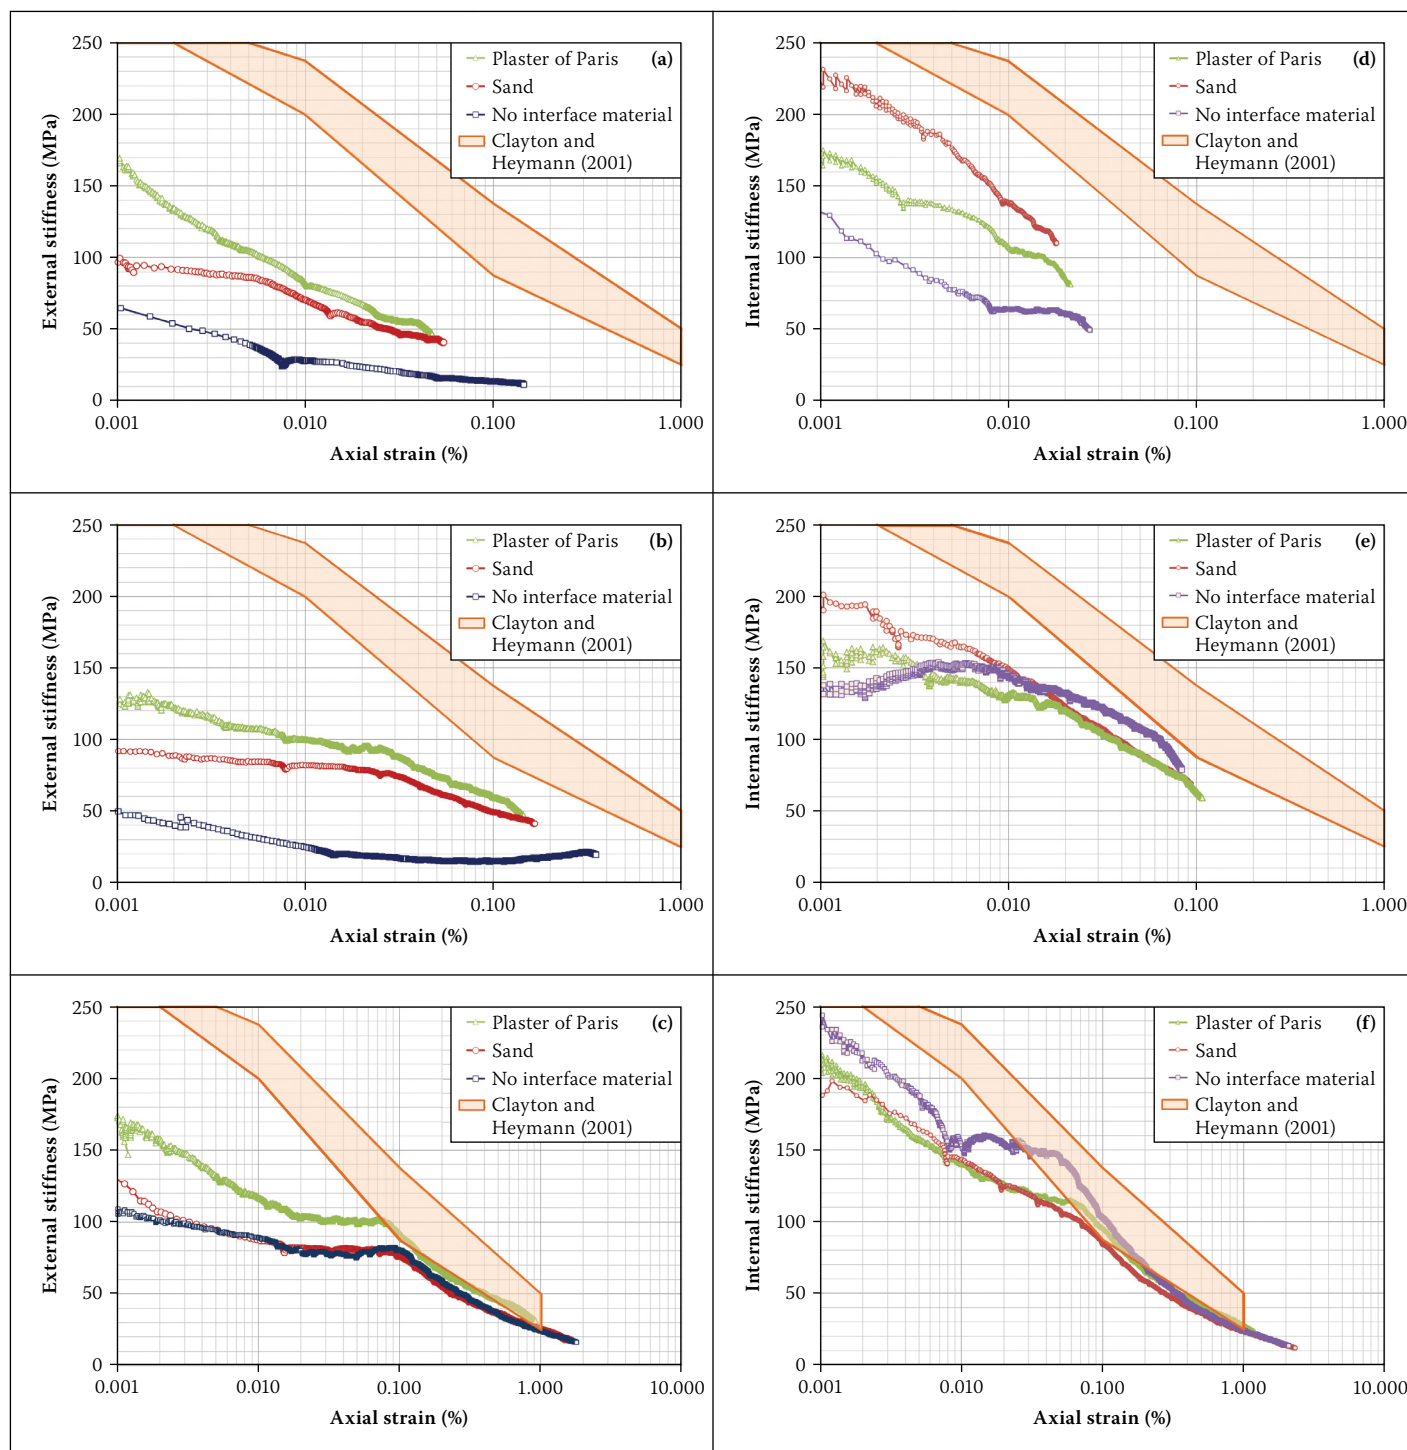 External stiffness (MPa)
250
200
150
100
50
0
0.001 0.010 0.100 1.000
Axial strain (%)
Plaster of Paris (a)
Sand
No interface material
Clayton and
Heymann (2001)
Internal stiffness (MPa)
250
200
150
100
50
0
0.001 0.010 0.100 1.000
Axial strain (%)
Plaster of Paris (d)
Sand
No interface material
Clayton and
Heymann (2001)
External stiffness (MPa)
250
200
150
100
50
0
0.001 0.010 0.100 1.000
Axial strain (%)
Plaster of Paris (b)
Sand
No interface material
Clayton and
Heymann (2001)
Internal stiffness (MPa)
250
200
150
100
50
0
0.001 0.010 0.100 1.000
Axial strain (%)
Plaster of Paris (e)
Sand
No interface material
Clayton and
Heymann (2001)
External stiffness (MPa)
250
200
150
100
50
0
0.001 0.010 0.100 1.000 10.000
Axial strain (%)
Plaster of Paris (c)
Sand
No interface material
Clayton and
Heymann (2001)
Internal stiffness (MPa)
250
200
150
100
50
0
0.001 0.010 0.100 1.000 10.000
Axial strain (%)
Plaster of Paris (f)
Sand
No interface material
Clayton and
Heymann (2001)